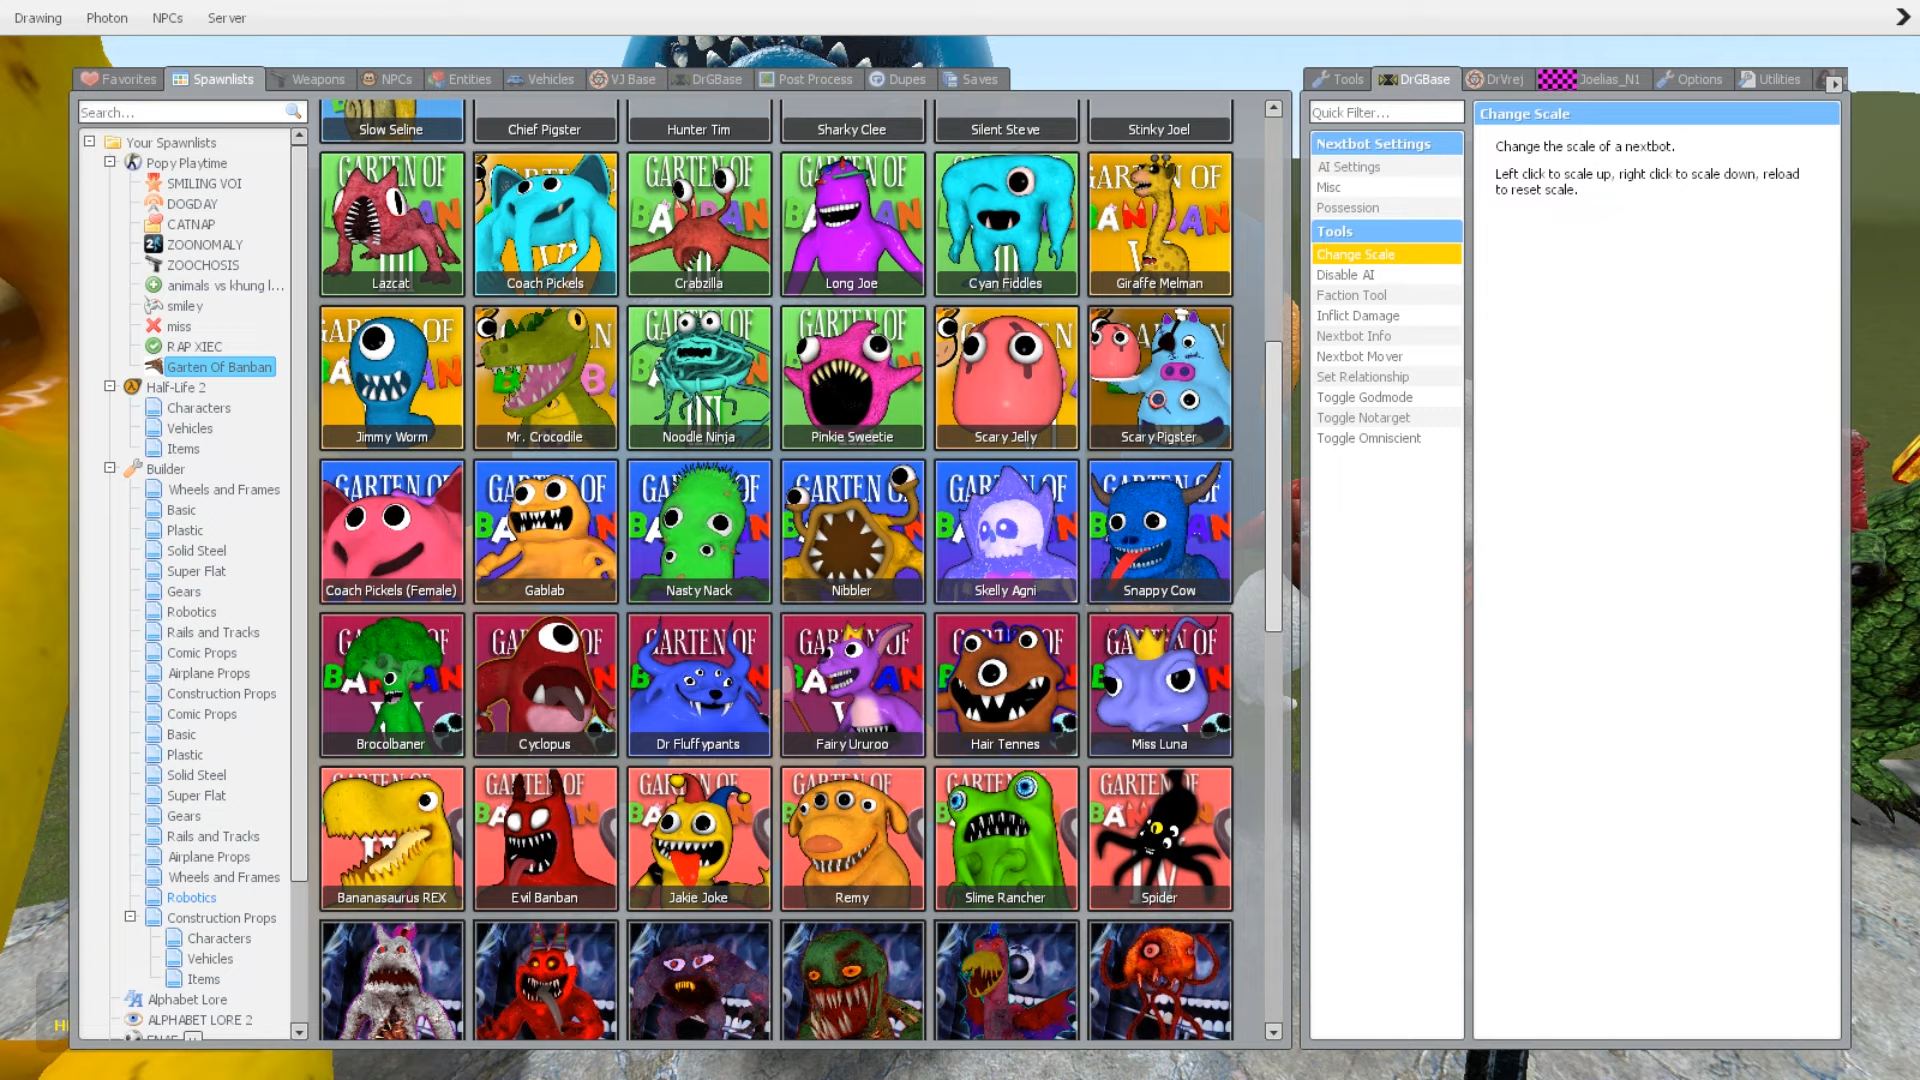 Drawing Photon NPCs Server
Favorites Spawnlists Weapons NPCs Entities Vehicles VJ Base DrGBase Post Process Dupes Saves
Search...
Your Spawnlists
Popy Playtime
SMILING VOI
DOGDAY
CATNAP
ZOONOMALY
ZOOCHOSIS
animals vs khung l...
smiley
miss
RAP XIEC
Garten Of Banban
Half-Life 2
Characters
Vehicles
Items
Builder
Wheels and Frames
Basic
Plastic
Solid Steel
Super Flat
Gears
Robotics
Rails and Tracks
Comic Props
Airplane Props
Construction Props
Comic Props
Basic
Plastic
Solid Steel
Super Flat
Gears
Rails and Tracks
Airplane Props
Wheels and Frames
Robotics
Construction Props
Characters
Vehicles
Items
Alphabet Lore
ALPHABET LORE 2
Slow Seline Chief Pigster Hunter Tim Sharky Clee Silent Steve Stinky Joel
Lazcat Coach Pickels Crabzilla Long Joe Cyan Fiddles Giraffe Melman
Jimmy Worm Mr. Crocodile Noodle Ninja Pinkie Sweetie Scary Jelly Scary Pigster
Coach Pickels (Female) Gablab Nasty Nack Nibbler Skelly Agni Snappy Cow
Brocolbaner Cyclopus Dr Fluffypants Fairy Ururoo Hair Tennes Miss Luna
Bananasaurus REX Evil Banban Jakie Joke Remy Slime Rancher Spider
Tools DrGBase DrVrej Joelias_N1 Options Utilities
Quick Filter...
Nextbot Settings
AI Settings
Misc
Possession
Tools
Change Scale
Disable AI
Faction Tool
Inflict Damage
Nextbot Info
Nextbot Mover
Set Relationship
Toggle Godmode
Toggle Notarget
Toggle Omniscient
Change Scale
Change the scale of a nextbot.
Left click to scale up, right click to scale down, reload
to reset scale.